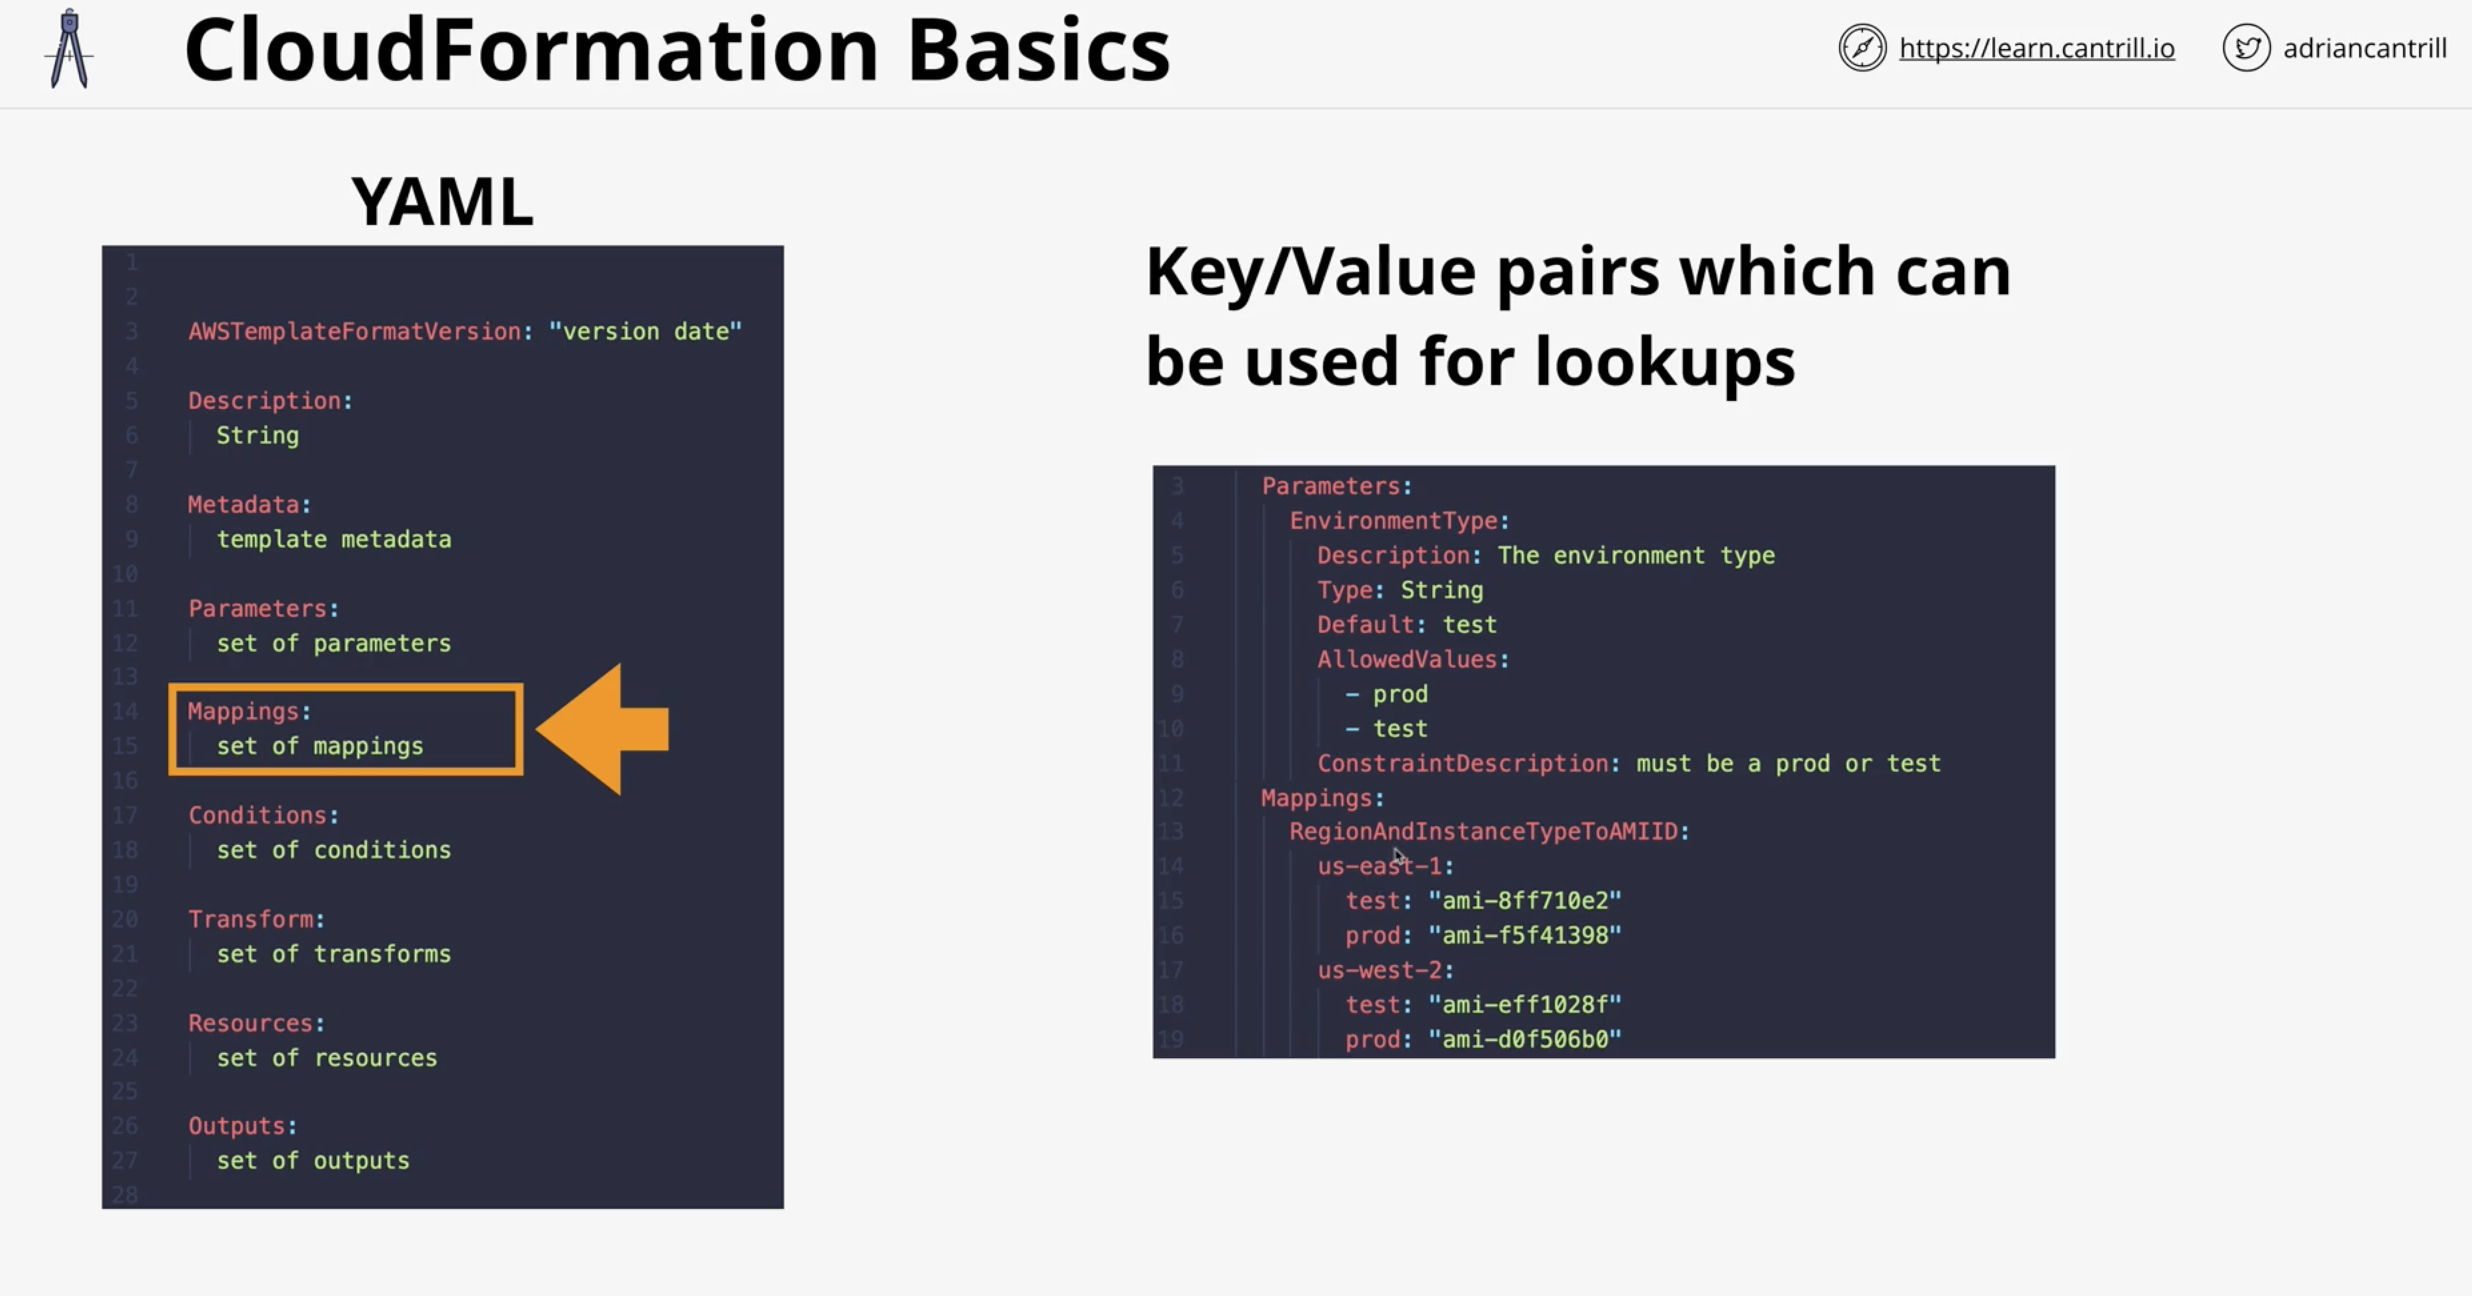 CloudFormation Basics
https://learn.cantrill.io
adriancantrill
YAML
1
2
3 AWSTemplateFormatVersion: "version date"
4
5 Description:
6 String
7
8 Metadata:
9 template metadata
10
11 Parameters:
12 set of parameters
13
14 Mappings:
15 set of mappings
16
17 Conditions:
18 set of conditions
19
20 Transform:
21 set of transforms
22
23 Resources:
24 set of resources
25
26 Outputs:
27 set of outputs
28
Key/Value pairs which can
be used for lookups
3 Parameters:
4 EnvironmentType:
5 Description: The environment type
6 Type: String
7 Default: test
8 AllowedValues:
9 - prod
10 - test
11 ConstraintDescription: must be a prod or test
12 Mappings:
13 RegionAndInstanceTypeToAMIID:
14 us-east-1:
15 test: "ami-8ff710e2"
16 prod: "ami-f5f41398"
17 us-west-2:
18 test: "ami-eff1028f"
19 prod: "ami-d0f506b0"